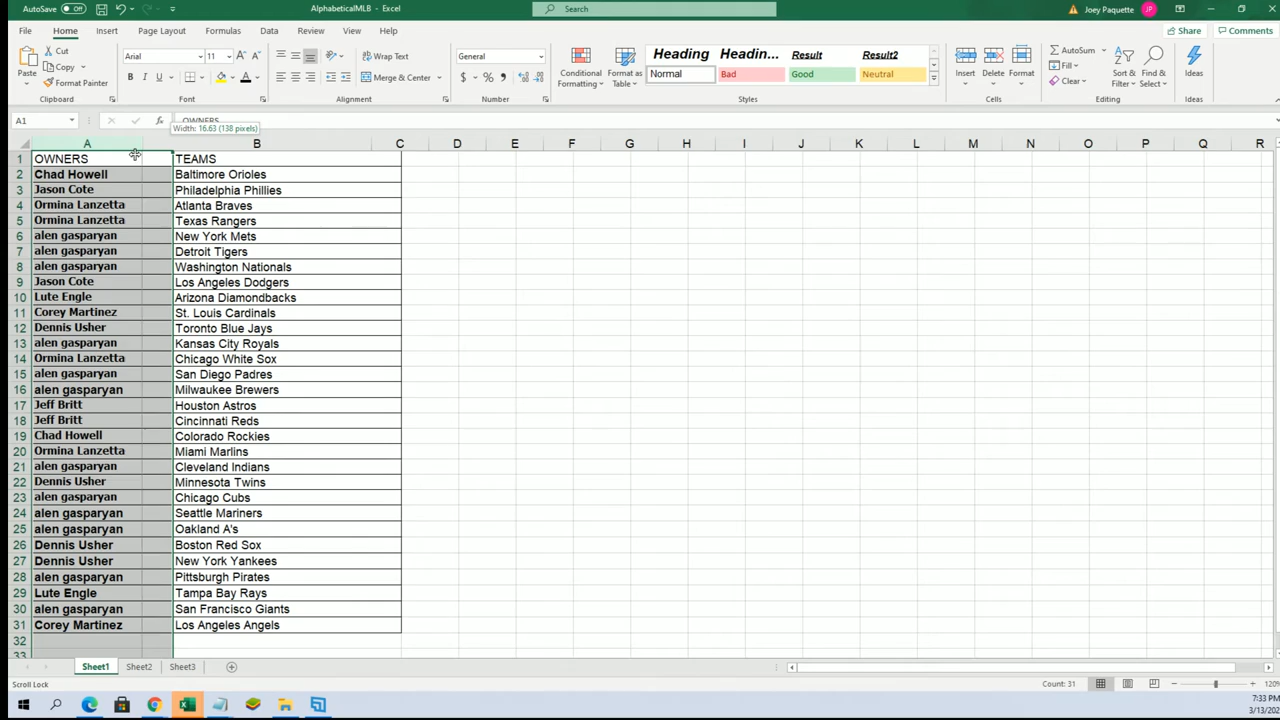 AutoSave Off AlphabeticalMLB - Excel Search Joey Paquette JP
File Home Insert Page Layout Formulas Data Review View Help Share Comments
Paste Cut Copy Format Painter Clipboard
Arial 11 A A B I U A Font
Wrap Text Merge & Center Alignment
General $ % Number
Conditional Formatting Format as Table
Heading Headin... Result Result2
Normal Bad Good Neutral
Styles
Insert Delete Format Cells
AutoSum Fill Clear Sort & Filter Find & Select Editing
Ideas Ideas
A1 fx OWNERS
Width: 16.63 (138 pixels)
A B C D E F G H I J K L M N O P Q R
1 OWNERS TEAMS
2 Chad Howell Baltimore Orioles
3 Jason Cote Philadelphia Phillies
4 Ormina Lanzetta Atlanta Braves
5 Ormina Lanzetta Texas Rangers
6 alen gasparyan New York Mets
7 alen gasparyan Detroit Tigers
8 alen gasparyan Washington Nationals
9 Jason Cote Los Angeles Dodgers
10 Lute Engle Arizona Diamondbacks
11 Corey Martinez St. Louis Cardinals
12 Dennis Usher Toronto Blue Jays
13 alen gasparyan Kansas City Royals
14 Ormina Lanzetta Chicago White Sox
15 alen gasparyan San Diego Padres
16 alen gasparyan Milwaukee Brewers
17 Jeff Britt Houston Astros
18 Jeff Britt Cincinnati Reds
19 Chad Howell Colorado Rockies
20 Ormina Lanzetta Miami Marlins
21 alen gasparyan Cleveland Indians
22 Dennis Usher Minnesota Twins
23 alen gasparyan Chicago Cubs
24 alen gasparyan Seattle Mariners
25 alen gasparyan Oakland A's
26 Dennis Usher Boston Red Sox
27 Dennis Usher New York Yankees
28 alen gasparyan Pittsburgh Pirates
29 Lute Engle Tampa Bay Rays
30 alen gasparyan San Francisco Giants
31 Corey Martinez Los Angeles Angels
32
33
Sheet1 Sheet2 Sheet3
Scroll Lock Count: 31 120%
7:33 PM
3/13/202